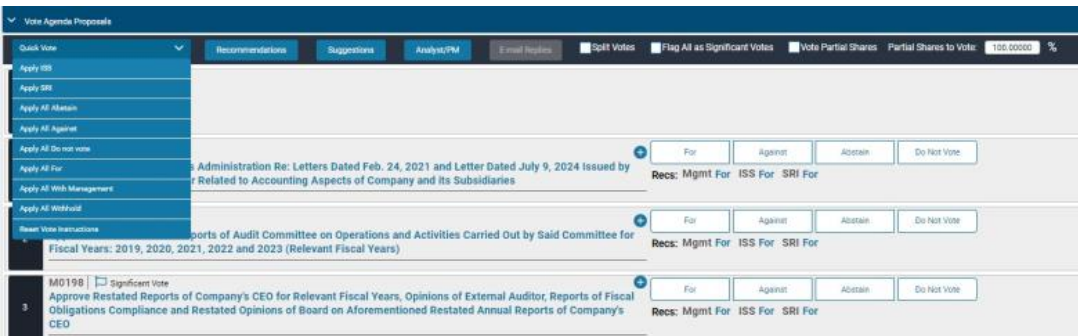 Vote Agenda Proposals
Quick Vote Recommendations Suggestions Analyst/PM E-mail Replies Split Votes Flag All as Significant Votes Vote Partial Shares Partial Shares to Vote: 100.00000 %
Apply ISS
Apply SRI
Apply All Abstain
Apply All Against
Apply All Do not vote
Apply All For
Apply All With Management
Apply All Withhold
Reset Vote Instructions
s Administration Re: Letters Dated Feb. 24, 2021 and Letter Dated July 9, 2024 Issued by
r Related to Accounting Aspects of Company and its Subsidiaries
For Against Abstain Do Not Vote
Recs: Mgmt For ISS For SRI For
ports of Audit Committee on Operations and Activities Carried Out by Said Committee for
Fiscal Years: 2019, 2020, 2021, 2022 and 2023 (Relevant Fiscal Years)
For Against Abstain Do Not Vote
Recs: Mgmt For ISS For SRI For
3
M0198 | Significant Vote
Approve Restated Reports of Company's CEO for Relevant Fiscal Years, Opinions of External Auditor, Reports of Fiscal
Obligations Compliance and Restated Opinions of Board on Aforementioned Restated Annual Reports of Company's
CEO
For Against Abstain Do Not Vote
Recs: Mgmt For ISS For SRI For